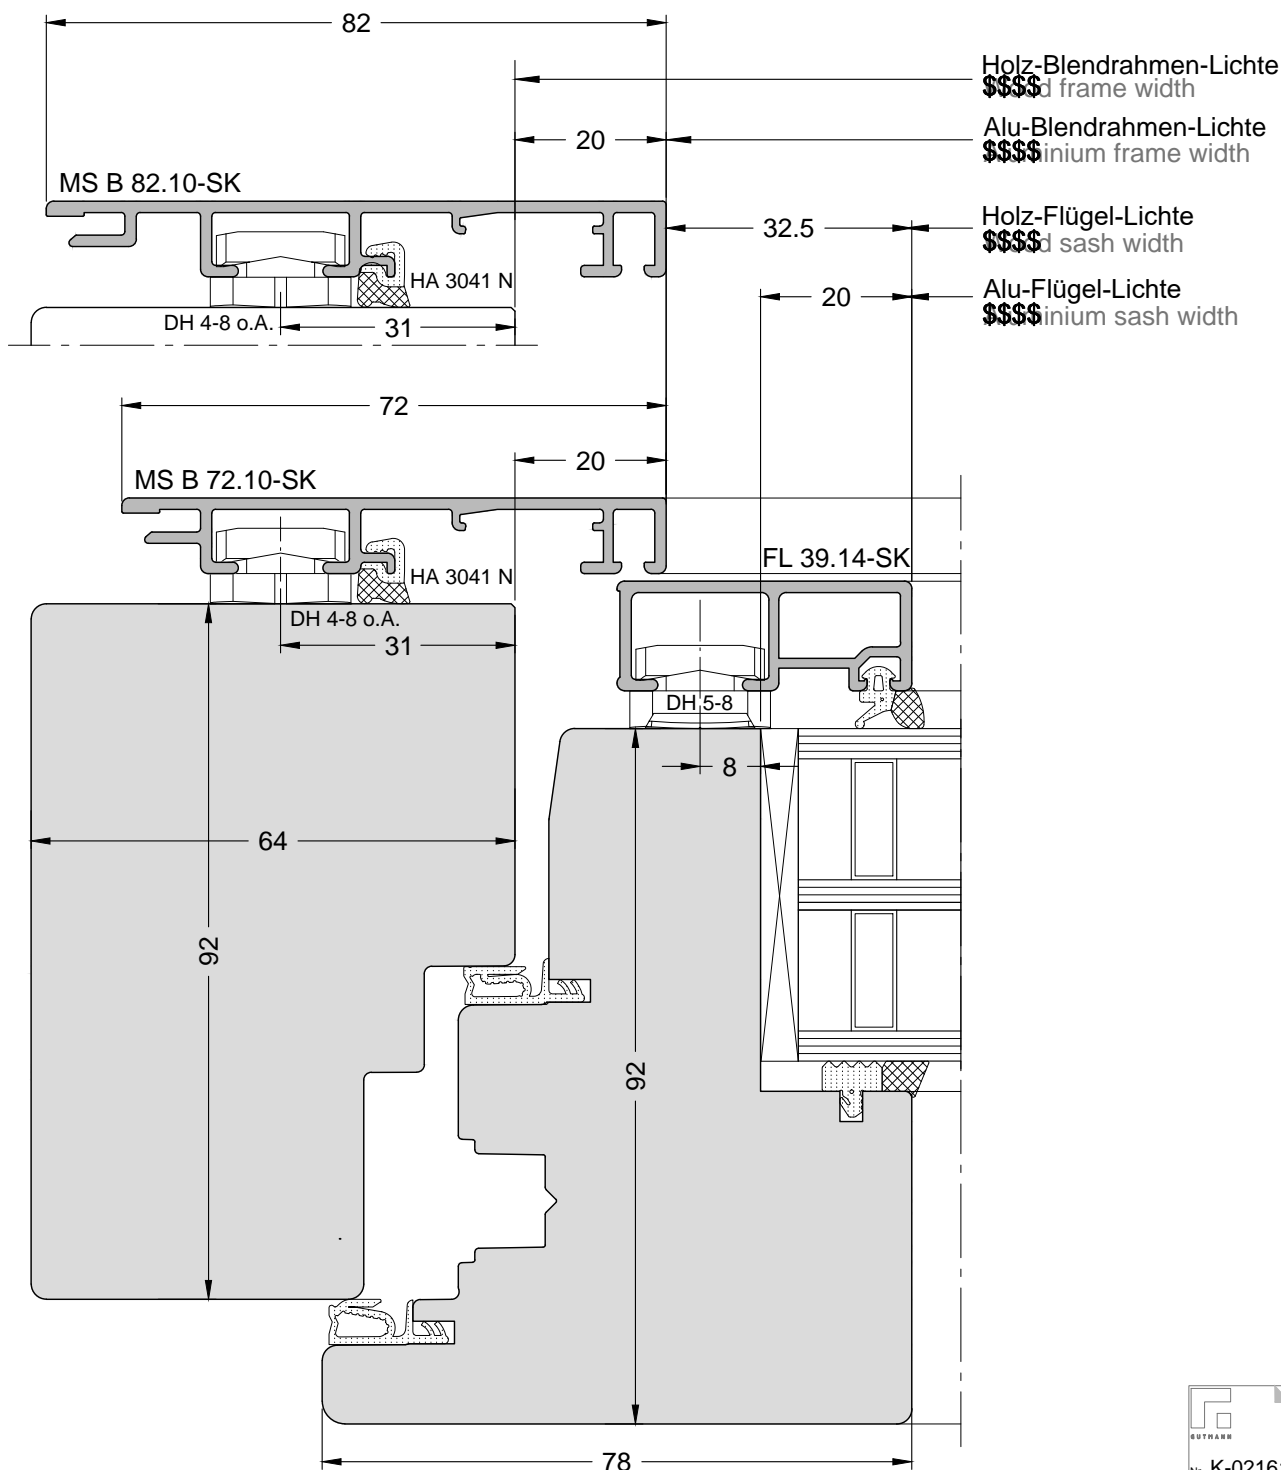 82
Holz-Blendrahmen-Lichte
$$$$d frame width
20
Alu-Blendrahmen-Lichte
$$$$inium frame width
MS B 82.10-SK
Holz-Flügel-Lichte
32.5
$$$$d sash width
HA 3041 N
Alu-Flügel-Lichte
20
$$$$inium sash width
DH 4-8 o.A.
31
72
20
MS B 72.10-SK
FL 39.14-SK
HA 3041 N
DH 4-8 o.A.
31
DH 5-8
8
64
92
92
78
GUTMANN